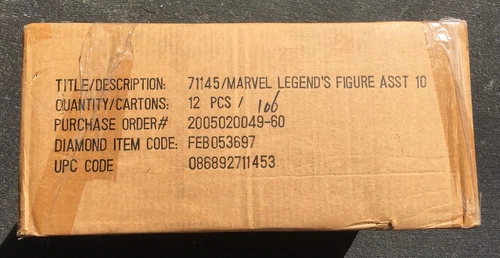 TITLE/DESCRIPTION: 71145/MARVEL LEGEND'S FIGURE ASST 10
QUANTITY/CARTONS: 12 PCS / 106
PURCHASE ORDER# 2005020049-60
DIAMOND ITEM CODE: FEB053697
UPC CODE 086892711453